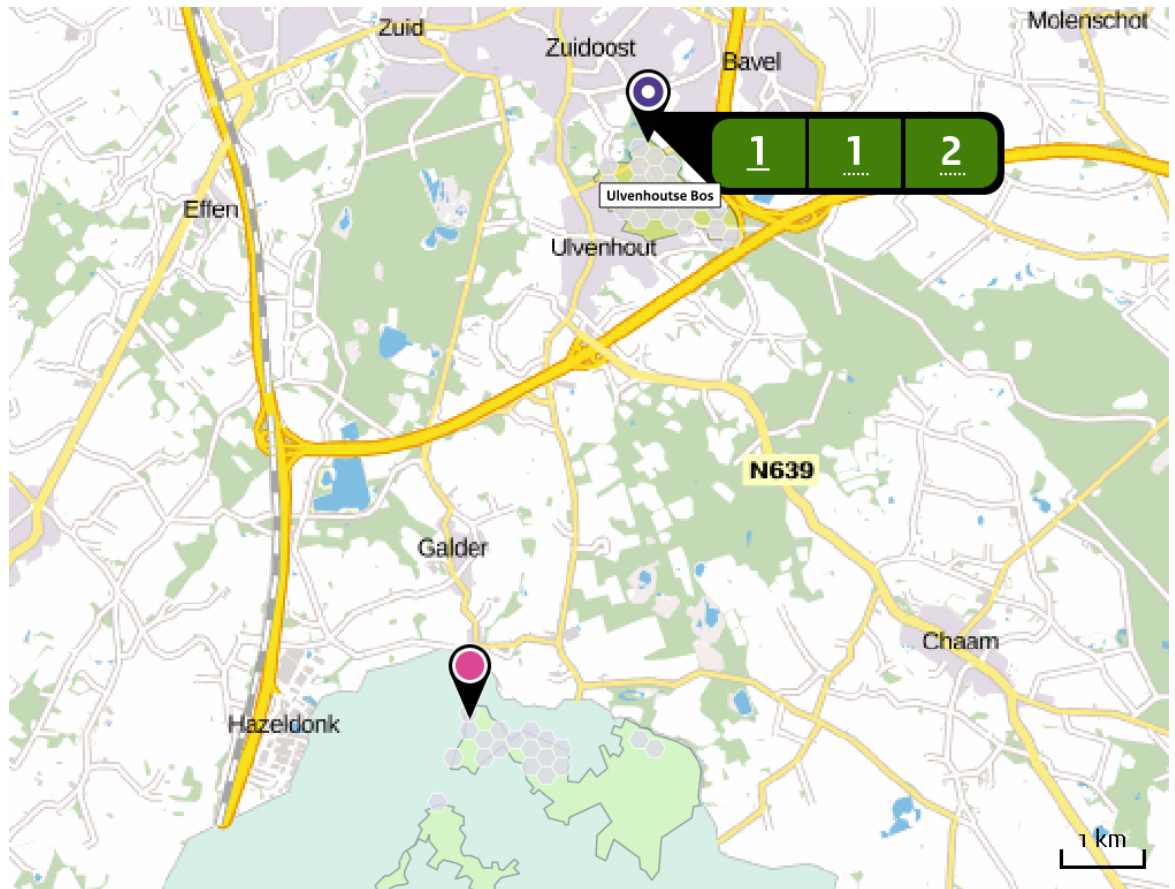 Molenschot
Zuid
Zuidoost
Bavel
1 1 2
Ulvenhoutse Bos
Effen
Ulvenhout
N639
Galder
Chaam
Hazeldonk
1 km